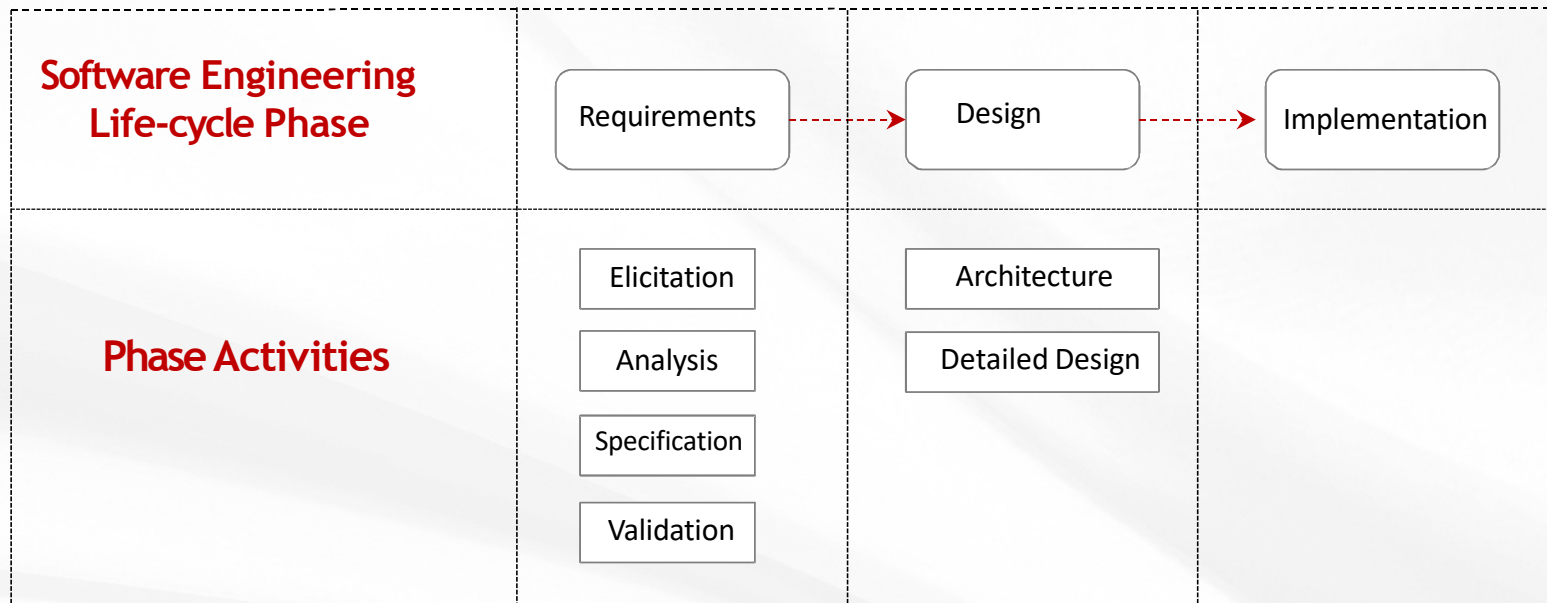 Software Engineering
Life-cycle Phase
Requirements
Design
Implementation
Phase Activities
Elicitation
Analysis
Specification
Validation
Architecture
Detailed Design